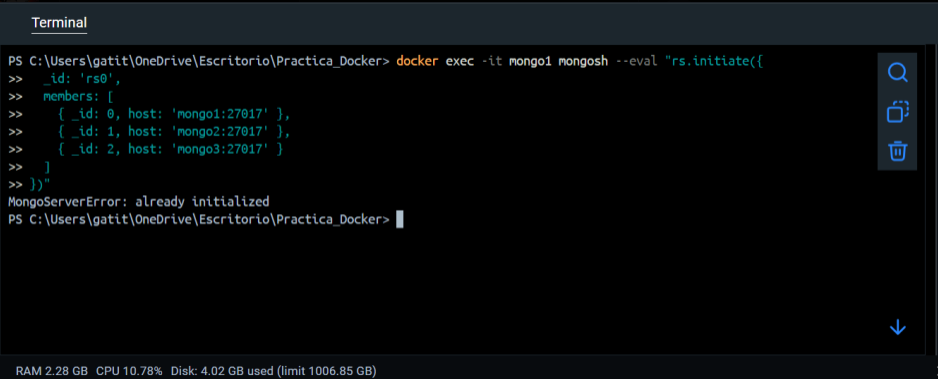 Terminal
PS C:\Users\gatit\OneDrive\Escritorio\Practica_Docker> docker exec -it mongo1 mongosh --eval "rs.initiate({
>>   _id: 'rs0',
>>   members: [
>>     { _id: 0, host: 'mongo1:27017' },
>>     { _id: 1, host: 'mongo2:27017' },
>>     { _id: 2, host: 'mongo3:27017' }
>>   ]
>> })"
MongoServerError: already initialized
PS C:\Users\gatit\OneDrive\Escritorio\Practica_Docker>
RAM 2.28 GB CPU 10.78% Disk: 4.02 GB used (limit 1006.85 GB)